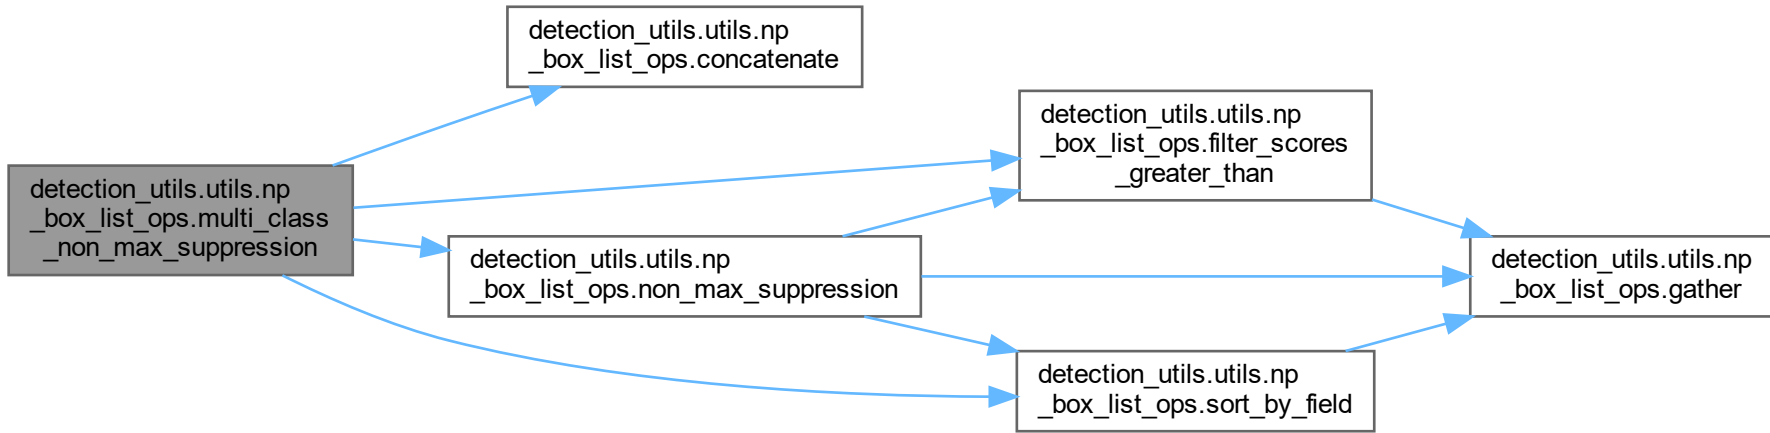 detection_utils.utils.np
_box_list_ops.multi_class
_non_max_suppression
detection_utils.utils.np
_box_list_ops.concatenate
detection_utils.utils.np
_box_list_ops.filter_scores
_greater_than
detection_utils.utils.np
_box_list_ops.non_max_suppression
detection_utils.utils.np
_box_list_ops.gather
detection_utils.utils.np
_box_list_ops.sort_by_field